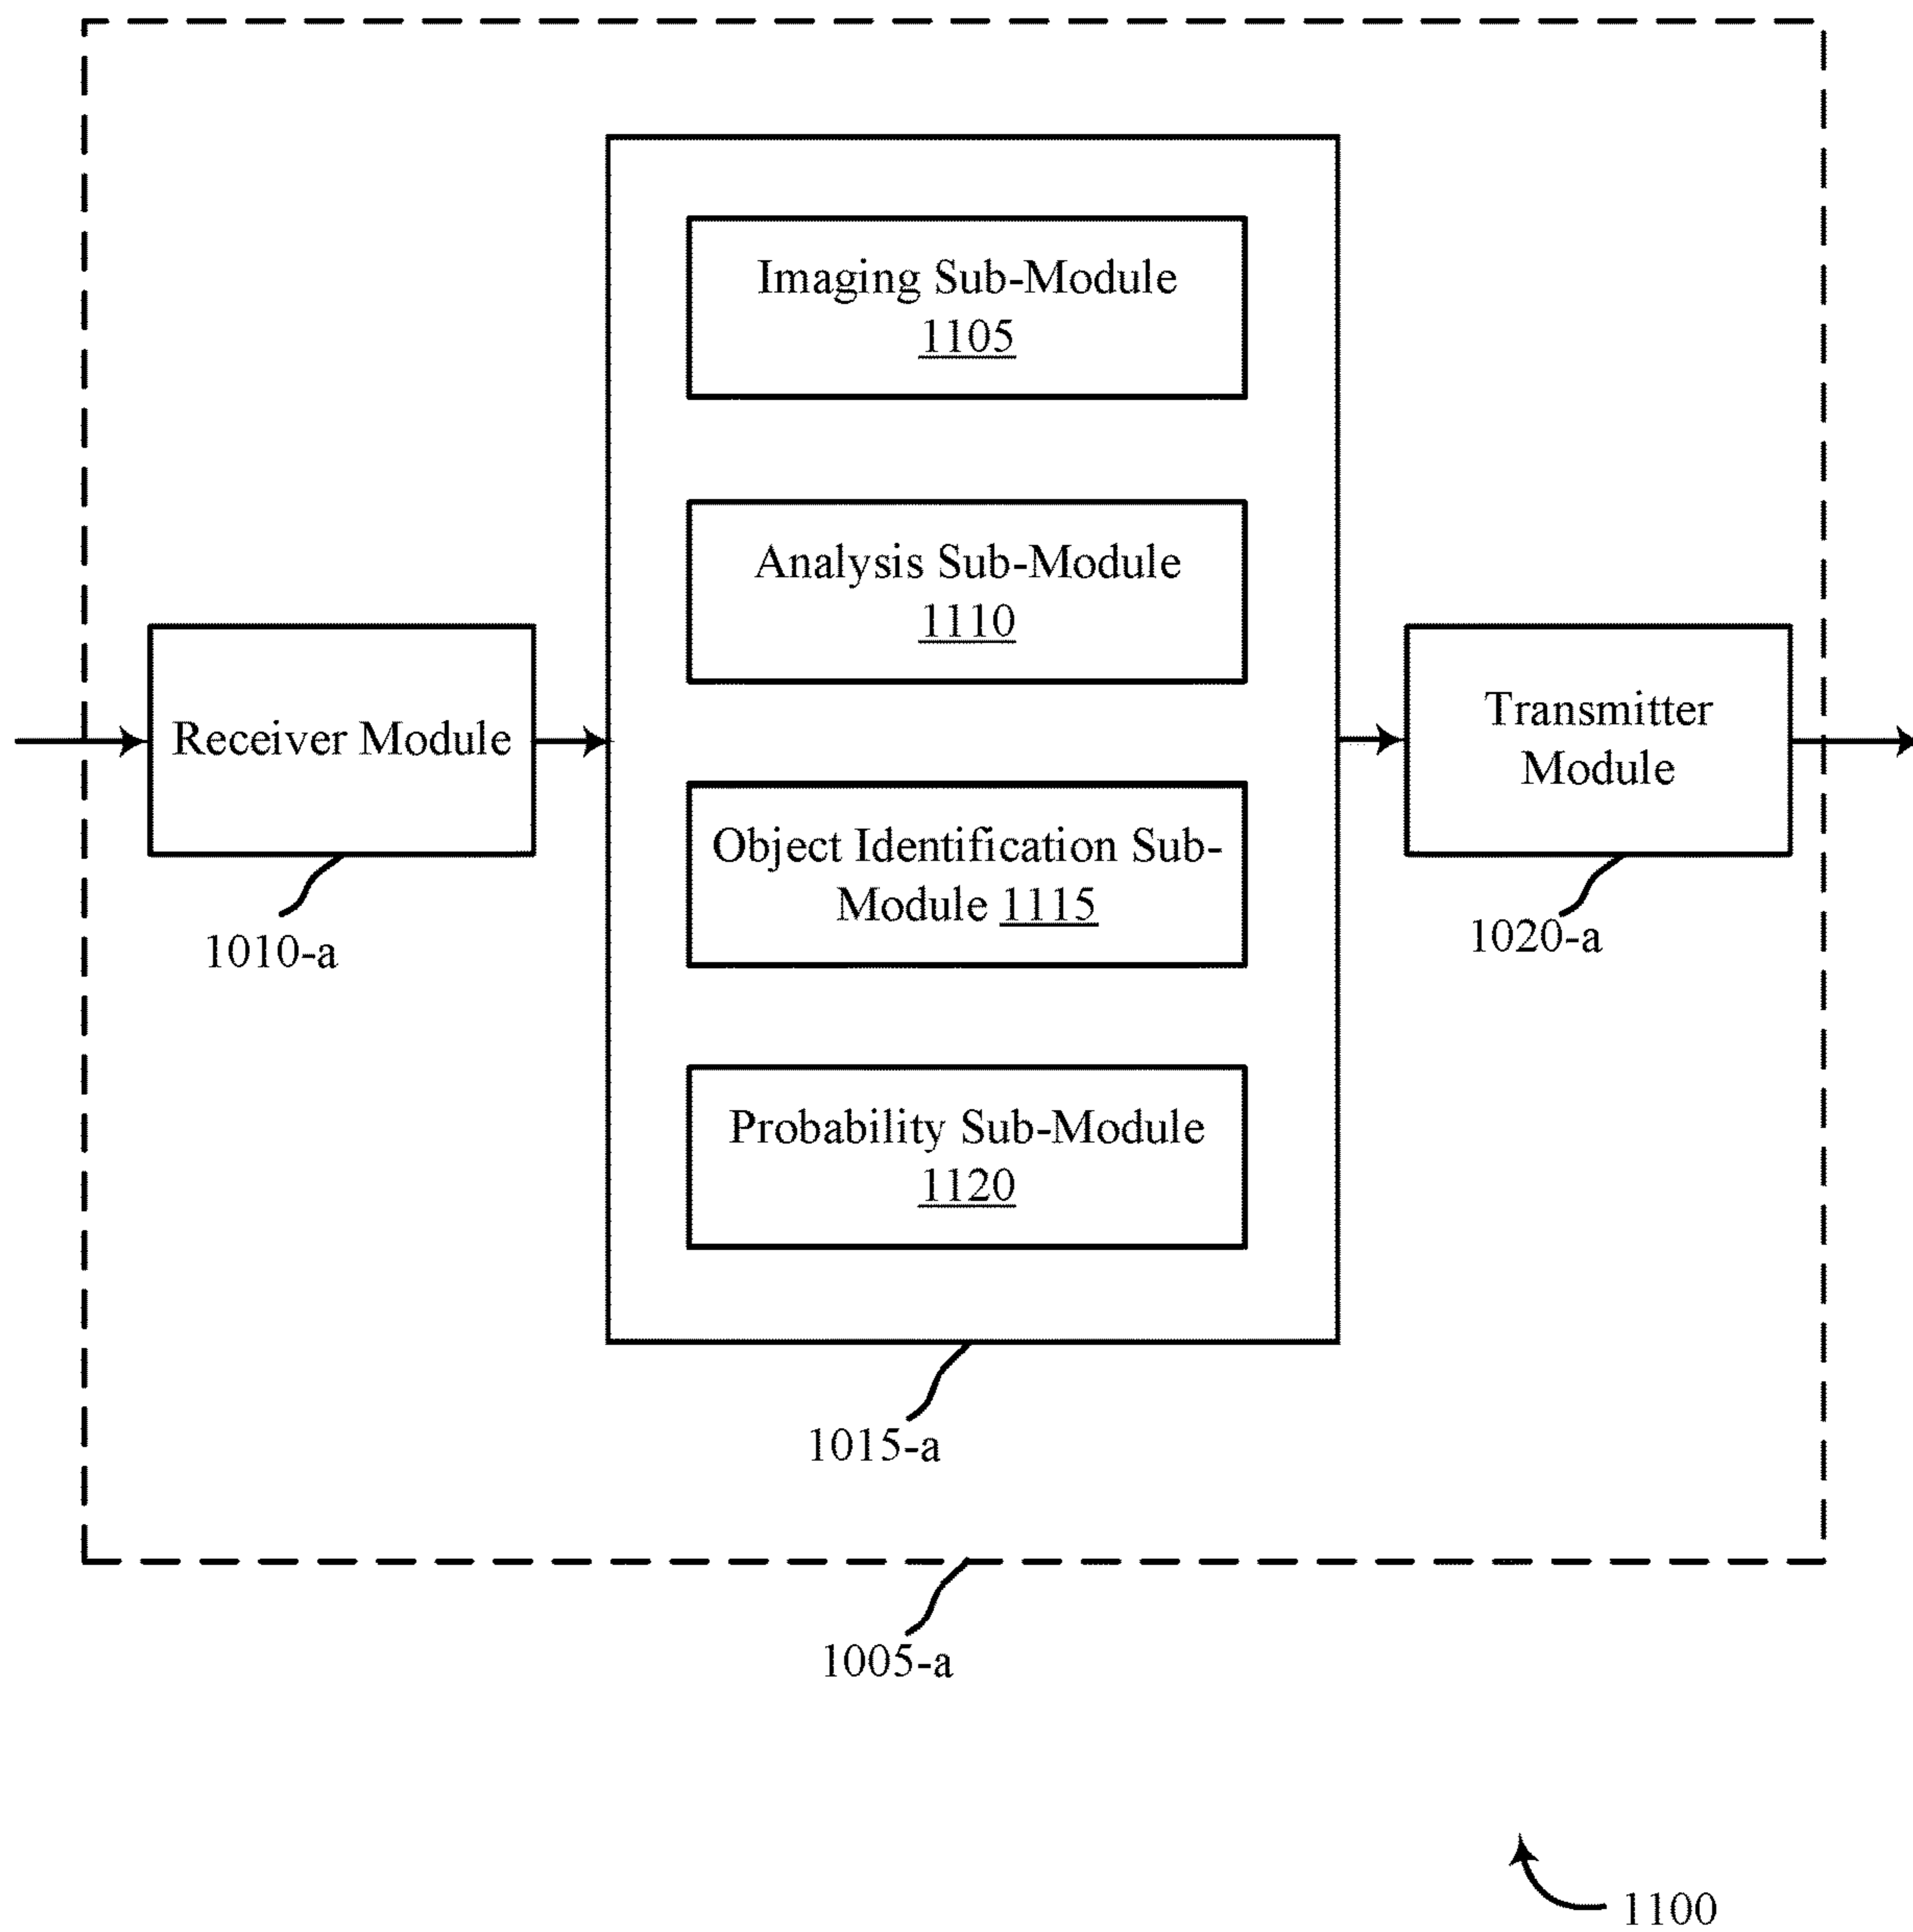 Imaging Sub-Module
1105
Analysis Sub-Module
1110
Receiver Module
1010-a
Object Identification Sub-
Module 1115
Probability Sub-Module
1120
Transmitter
Module
1020-a
1015-a
1005-a
1100